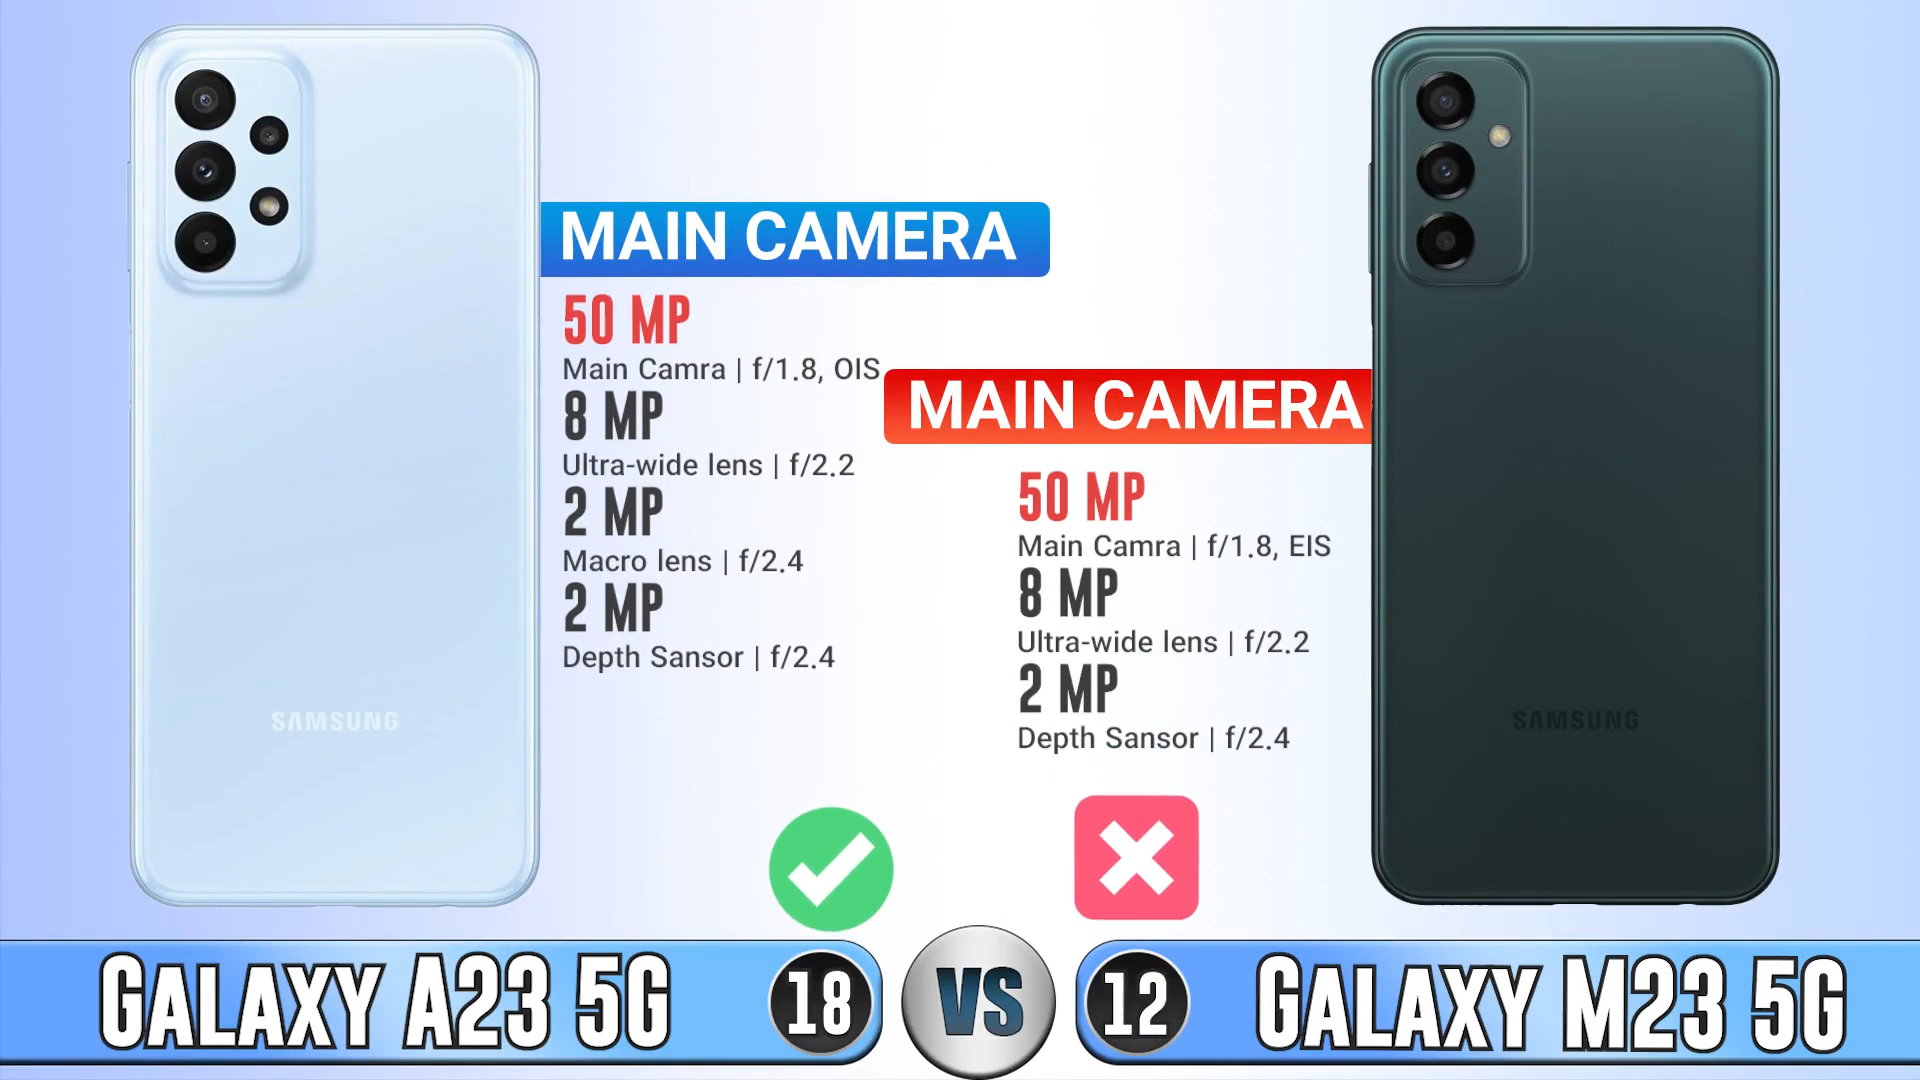 MAIN CAMERA
50 MP
Main Camra | f/1.8, OIS
8 MP
Ultra-wide lens | f/2.2
2 MP
Macro lens | f/2.4
2 MP
Depth Sansor | f/2.4
SAMSUNG
MAIN CAMERA
50 MP
Main Camra | f/1.8, EIS
8 MP
Ultra-wide lens | f/2.2
2 MP
Depth Sansor | f/2.4
SAMSUNG
GALAXY A23 5G
18
VS
12
GALAXY M23 5G